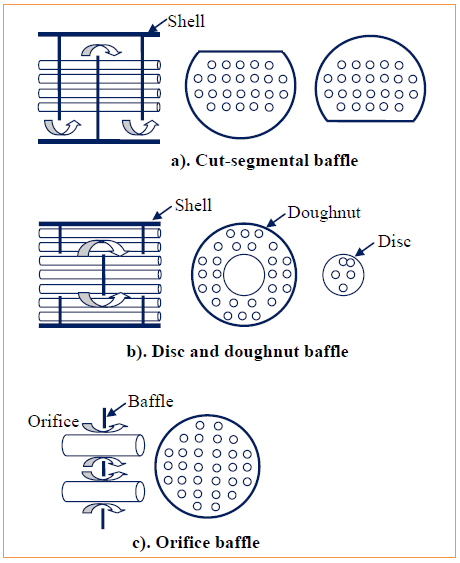 Shell
a). Cut-segmental baffle
Shell
Doughnut
Disc
b). Disc and doughnut baffle
Baffle
Orifice
c). Orifice baffle